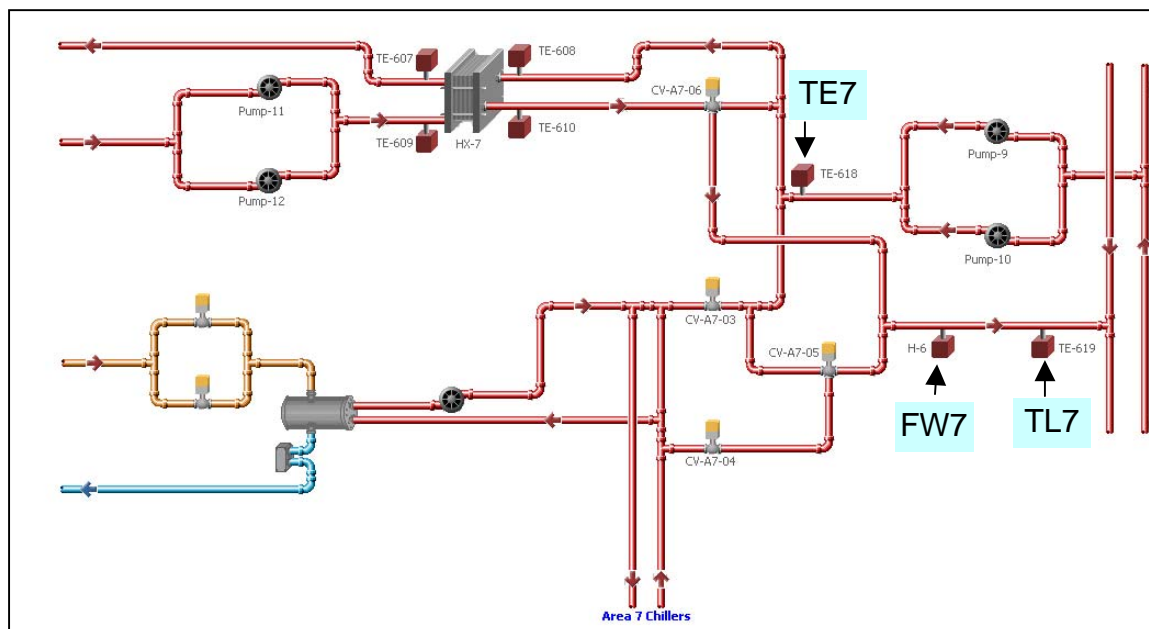 TE-607
TE-608
CV-A7-06
TE7
Pump-11
TE-609
HX-7
TE-610
TE-618
Pump-9
Pump-12
Pump-10
CV-A7-03
CV-A7-05
H-6
TE-619
FW7
TL7
CV-A7-04
Area 7 Chillers